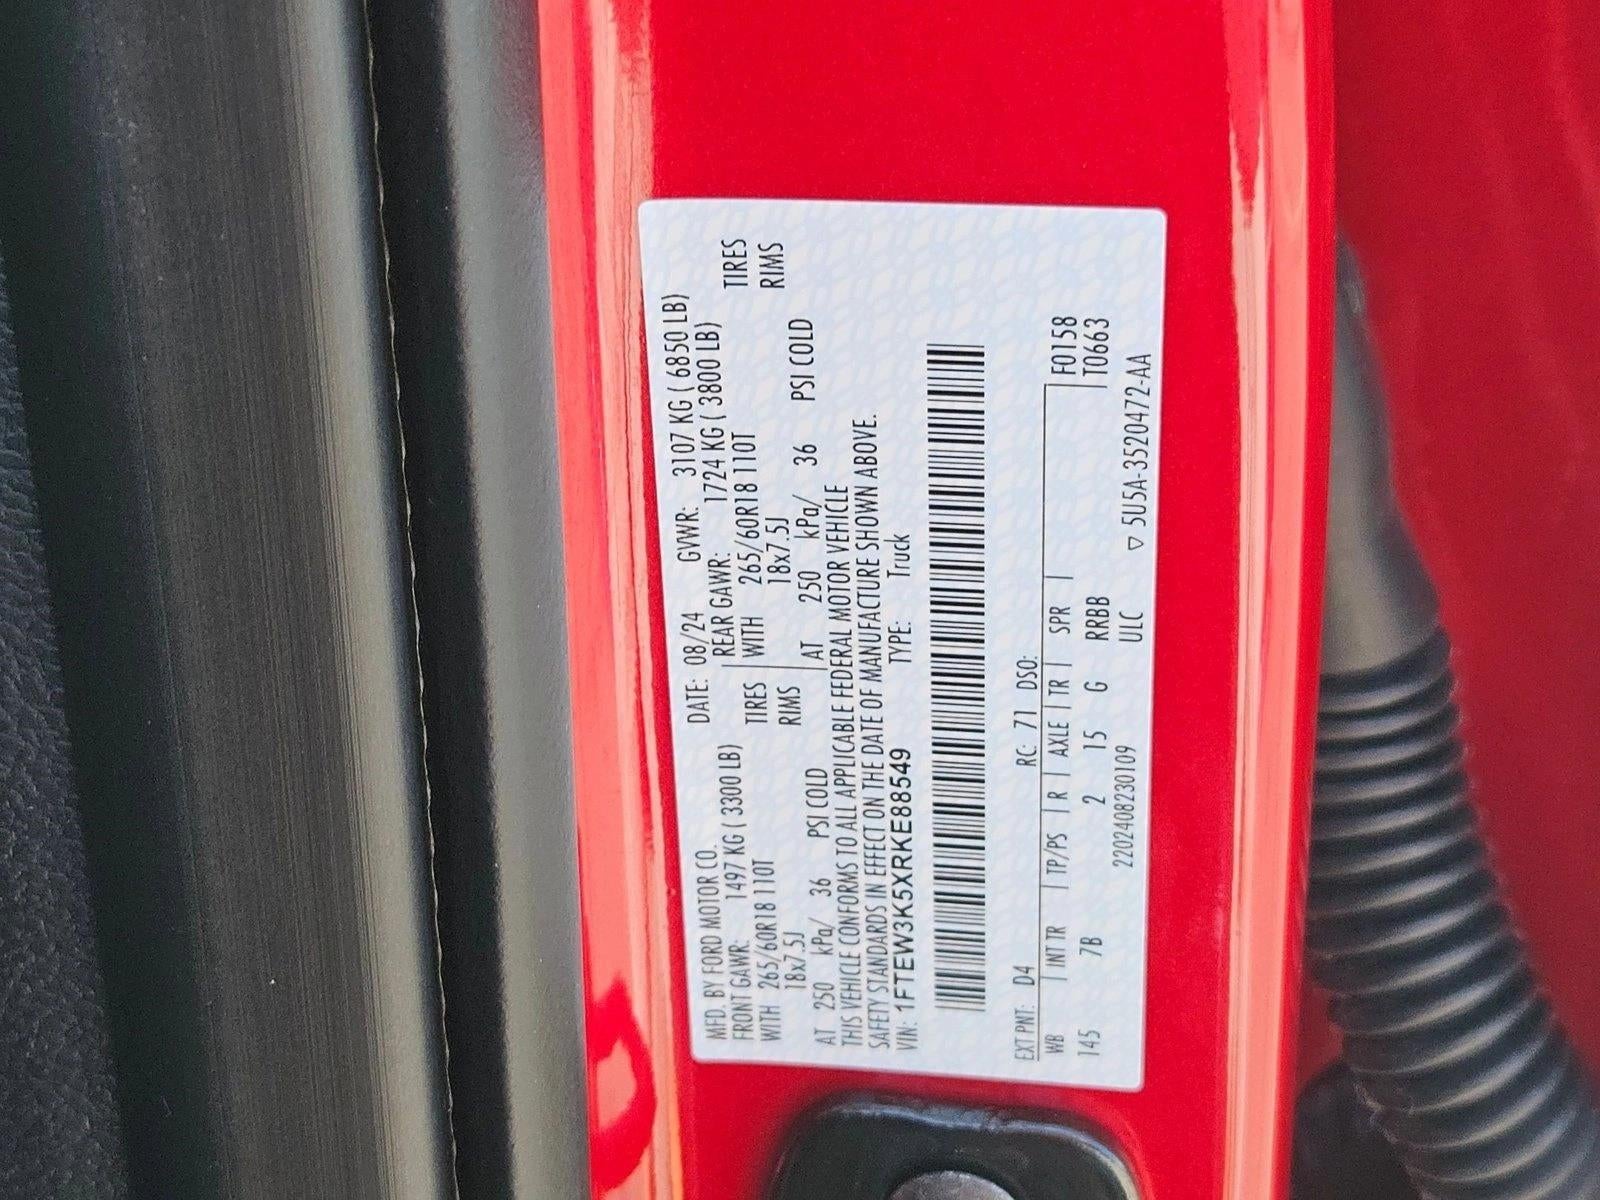 MFD. BY FORD MOTOR CO. DATE: 08/24 GVWR: 3107 KG ( 6850 LB)
FRONT GAWR: 1497 KG ( 3300 LB) REAR GAWR: 1724 KG ( 3800 LB)
WITH 265/60R18 110T TIRES WITH 265/60R18 110T TIRES
18x7.5J RIMS 18x7.5J RIMS
AT 250 kPa/ 36 PSI COLD AT 250 kPa/ 36 PSI COLD
THIS VEHICLE CONFORMS TO ALL APPLICABLE FEDERAL MOTOR VEHICLE
SAFETY STANDARDS IN EFFECT ON THE DATE OF MANUFACTURE SHOWN ABOVE.
VIN: 1FTEW3K5XRKE88549 TYPE: Truck
EXT PNT: D4 RC: 71 DSO:
WB | INT TR | TP/PS | R | AXLE | TR | SPR | F0158
145 7B 2 15 G RRBB T0663
2202408230109 ULC ▽ 5U5A-3520472-AA